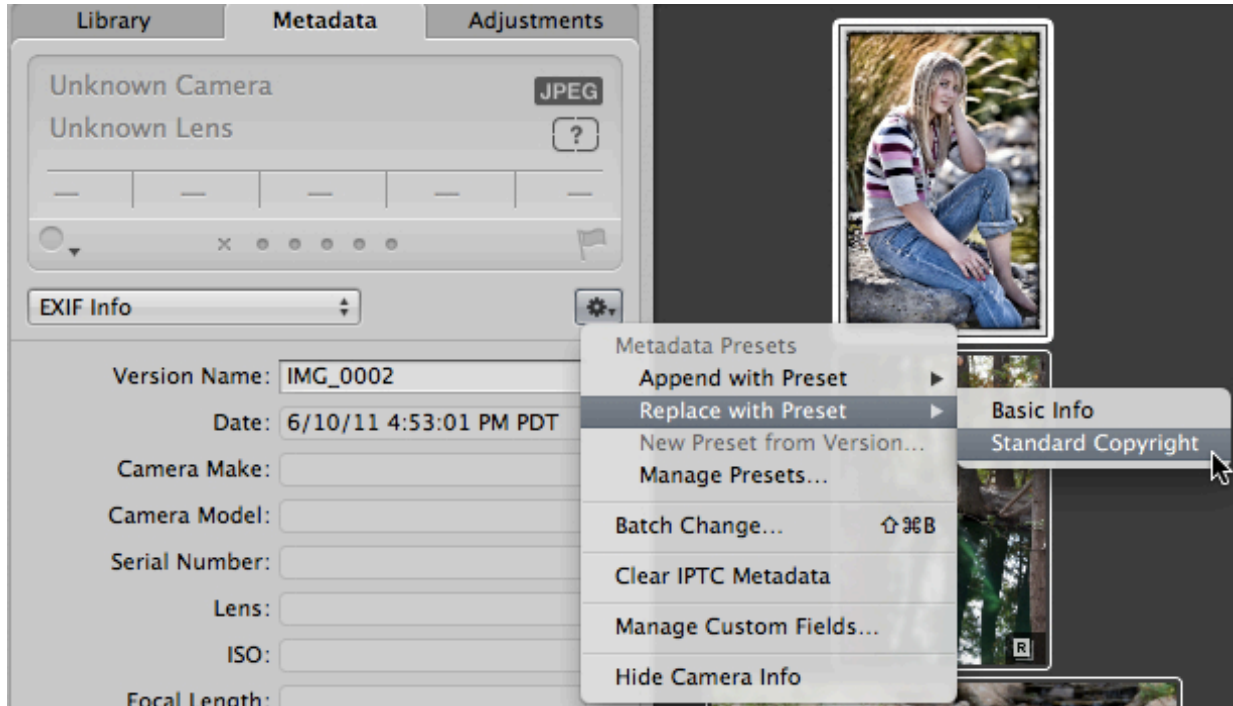 Library Metadata Adjustments
Unknown Camera JPEG
Unknown Lens ?
EXIF Info
Version Name: IMG_0002
Date: 6/10/11 4:53:01 PM PDT
Camera Make:
Camera Model:
Serial Number:
Lens:
ISO:
Focal Length:
Metadata Presets
Append with Preset
Replace with Preset
New Preset from Version...
Manage Presets...
Batch Change... ⇧⌘B
Clear IPTC Metadata
Manage Custom Fields...
Hide Camera Info
Basic Info
Standard Copyright
R